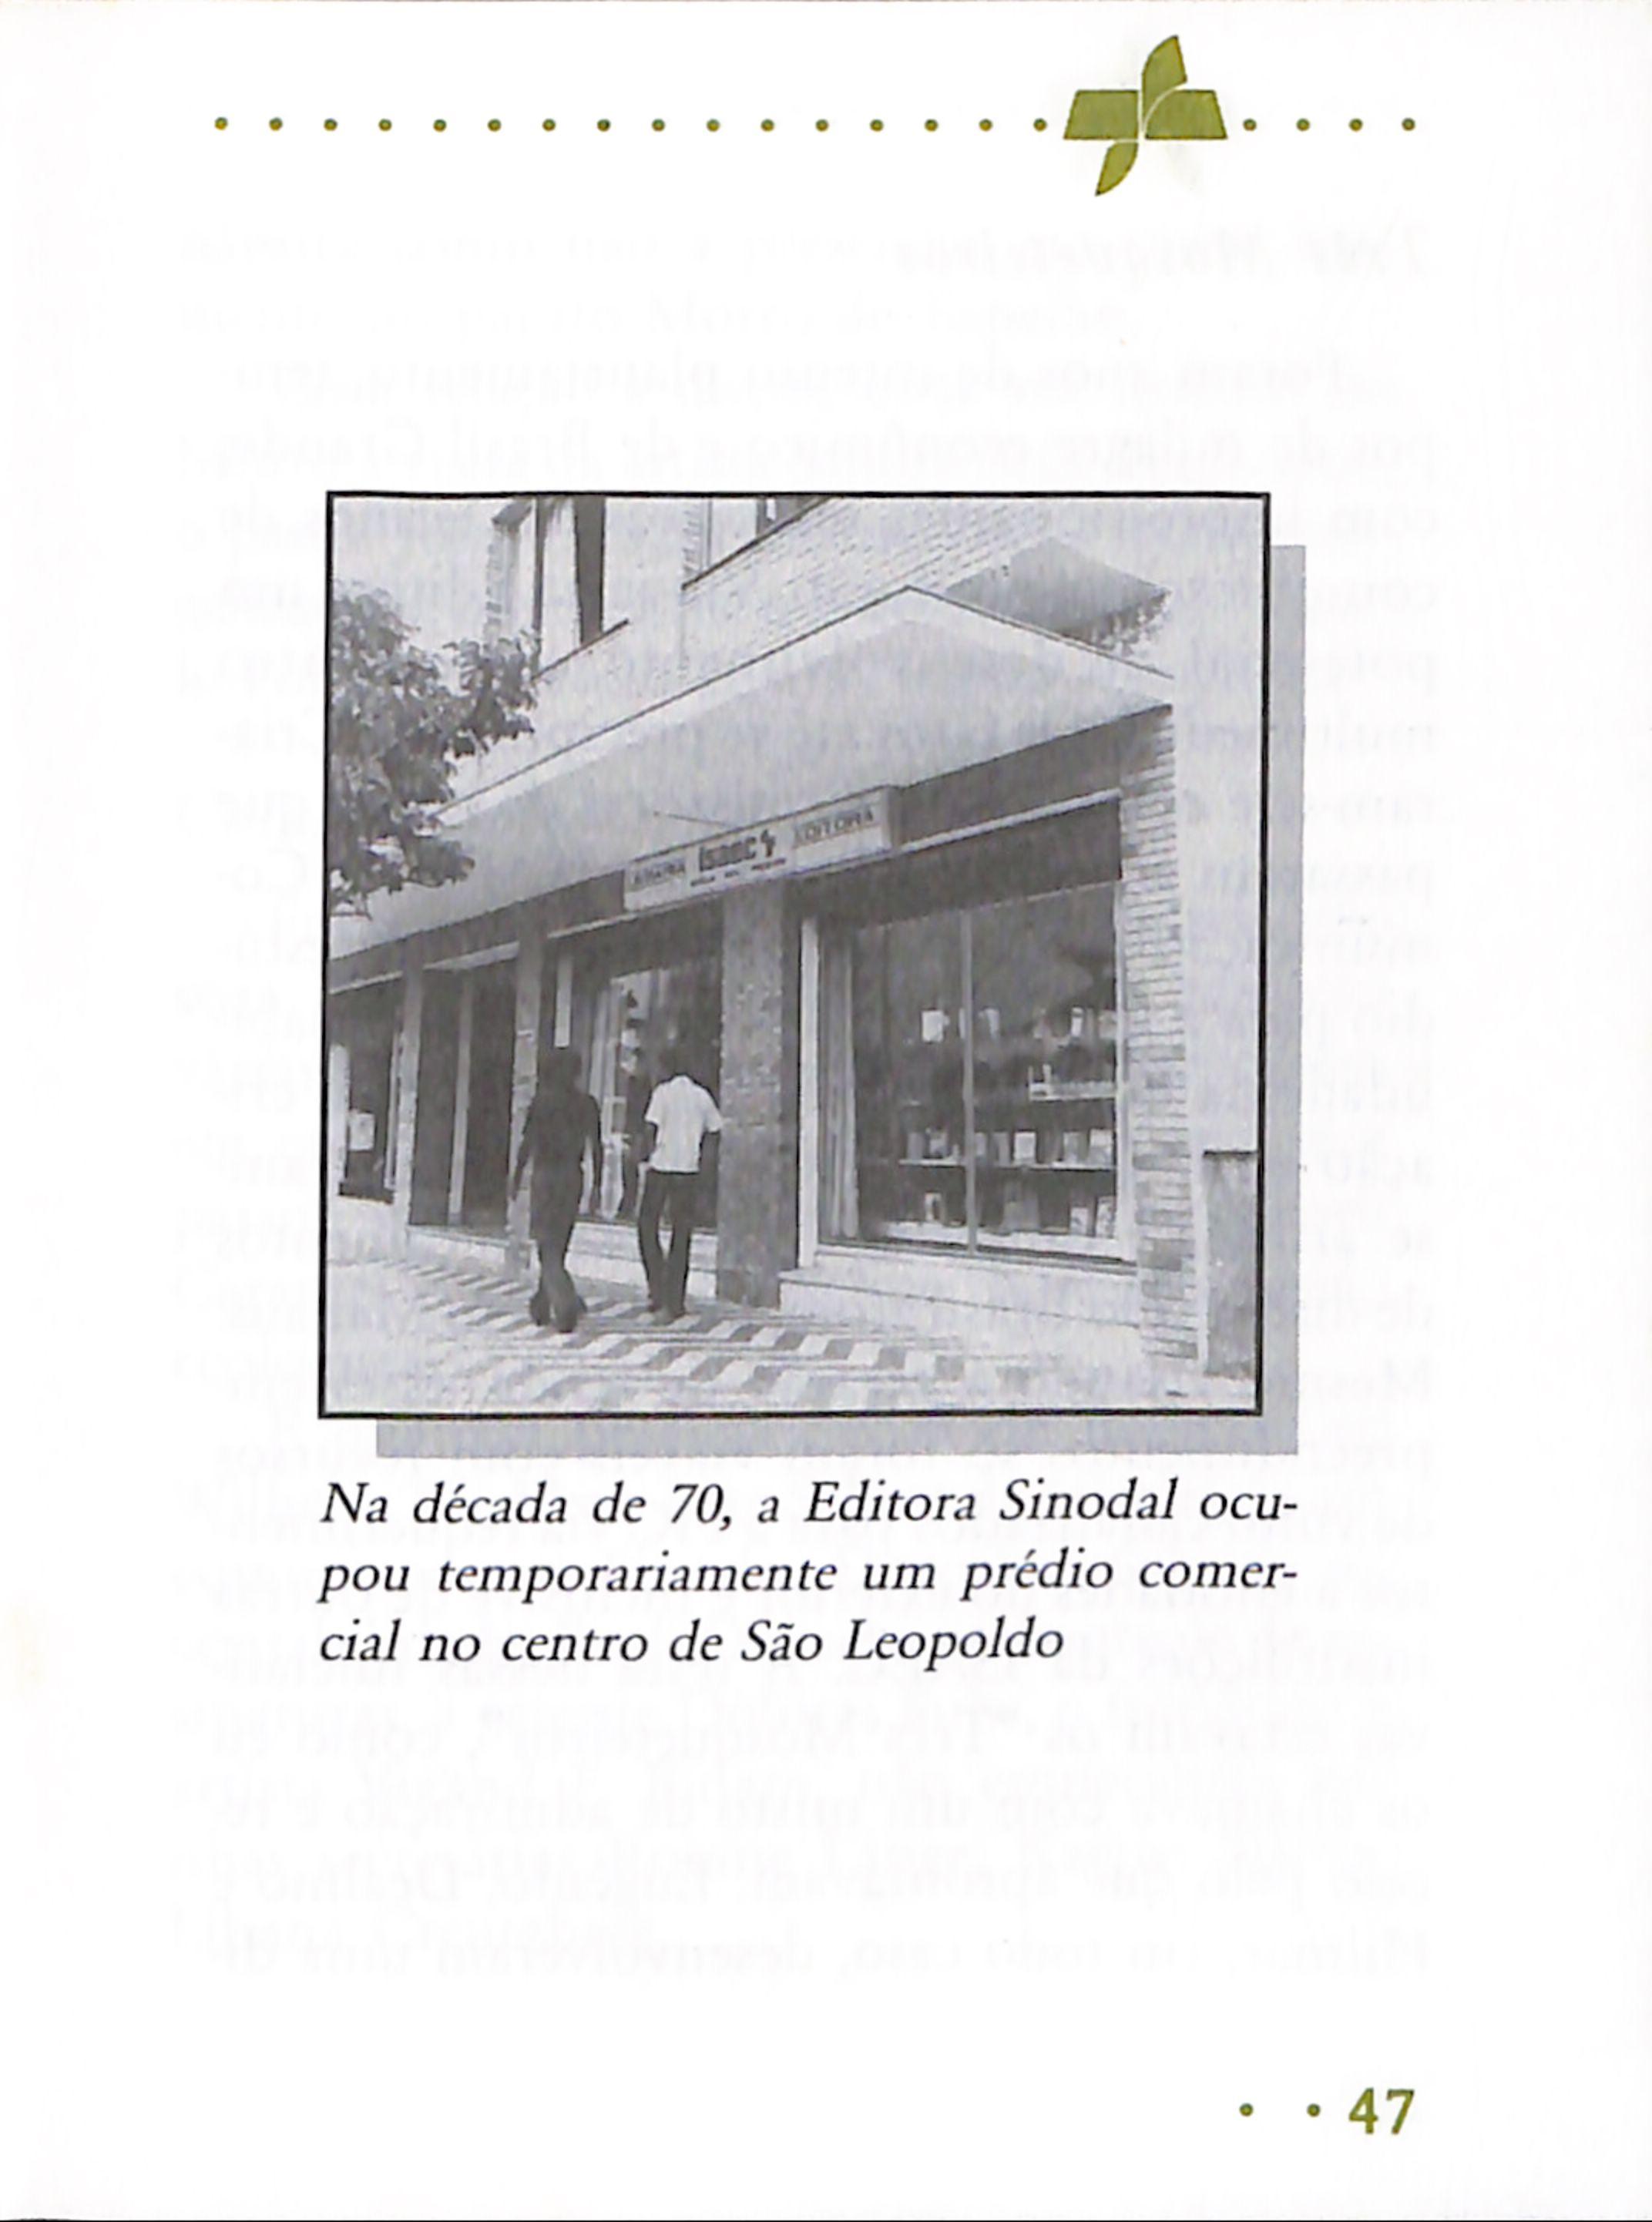 EDITORA
Na década de 70, a Editora Sinodal ocu-
pou temporariamente um prédio comer-
cial no centro de São Leopoldo
47